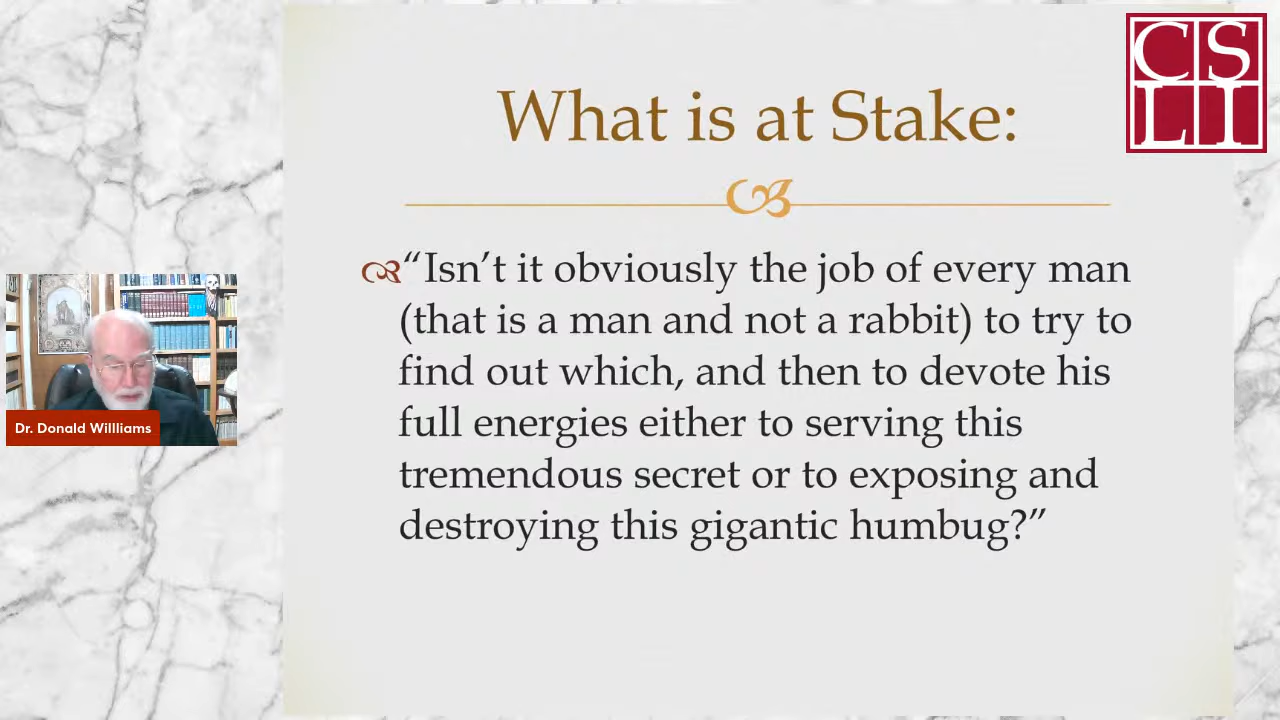 CS
LI
What is at Stake:
“Isn’t it obviously the job of every man
(that is a man and not a rabbit) to try to
find out which, and then to devote his
full energies either to serving this
tremendous secret or to exposing and
destroying this gigantic humbug?”
Dr. Donald Willliams